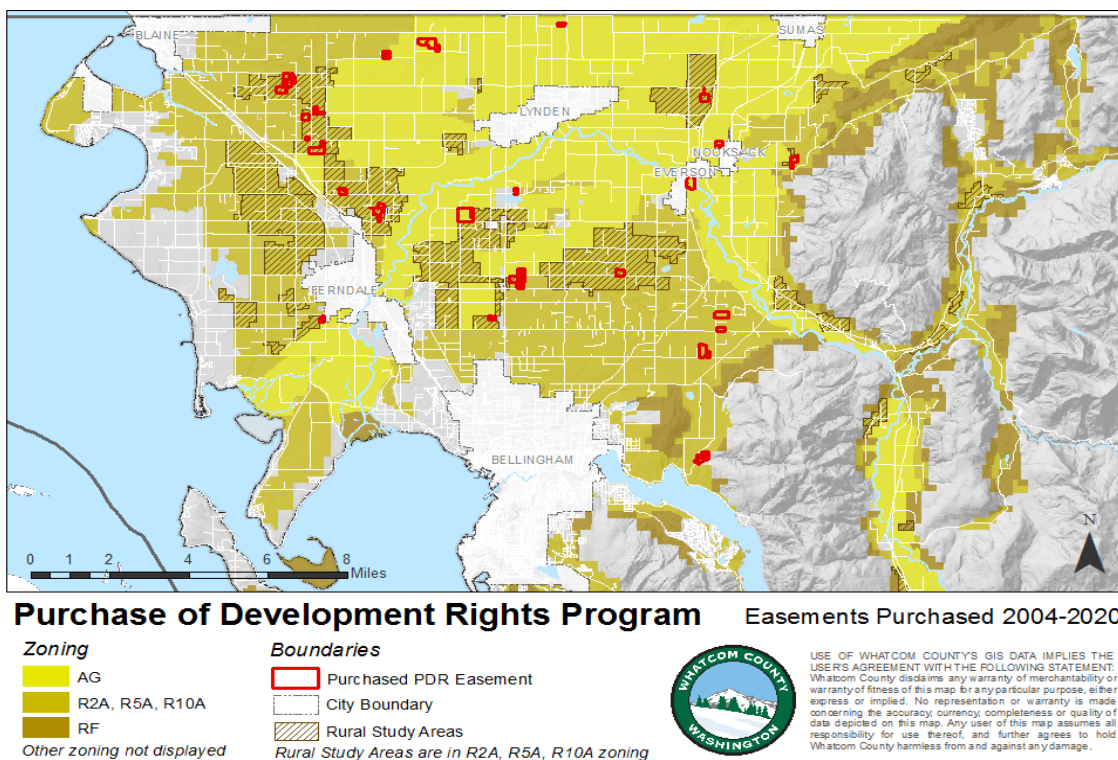 BLAINE
SUMAS
LYNDEN
NOOKSACK
EVERSON
FERNDALE
BELLINGHAM
N
0 1 2 4 6 8
Miles
Purchase of Development Rights Program
Easements Purchased 2004-2020
Zoning
AG
R2A, R5A, R10A
RF
Other zoning not displayed
Boundaries
Purchased PDR Easement
City Boundary
Rural Study Areas
Rural Study Areas are in R2A, R5A, R10A zoning
WHATCOM COUNTY
WASHINGTON
USE OF WHATCOM COUNTY'S GIS DATA IMPLIES THE
USER'S AGREEMENT WITH THE FOLLOWING STATEMENT:
Whatcom County disclaims any warranty of merchantability or
warranty of fitness of this map for any particular purpose, either
express or implied. No representation or warranty is made
concerning the accuracy, currency, completeness or quality of
data depicted on this map. Any user of this map assumes all
responsibility for use thereof, and further agrees to hold
Whatcom County harmless from and against any damage,